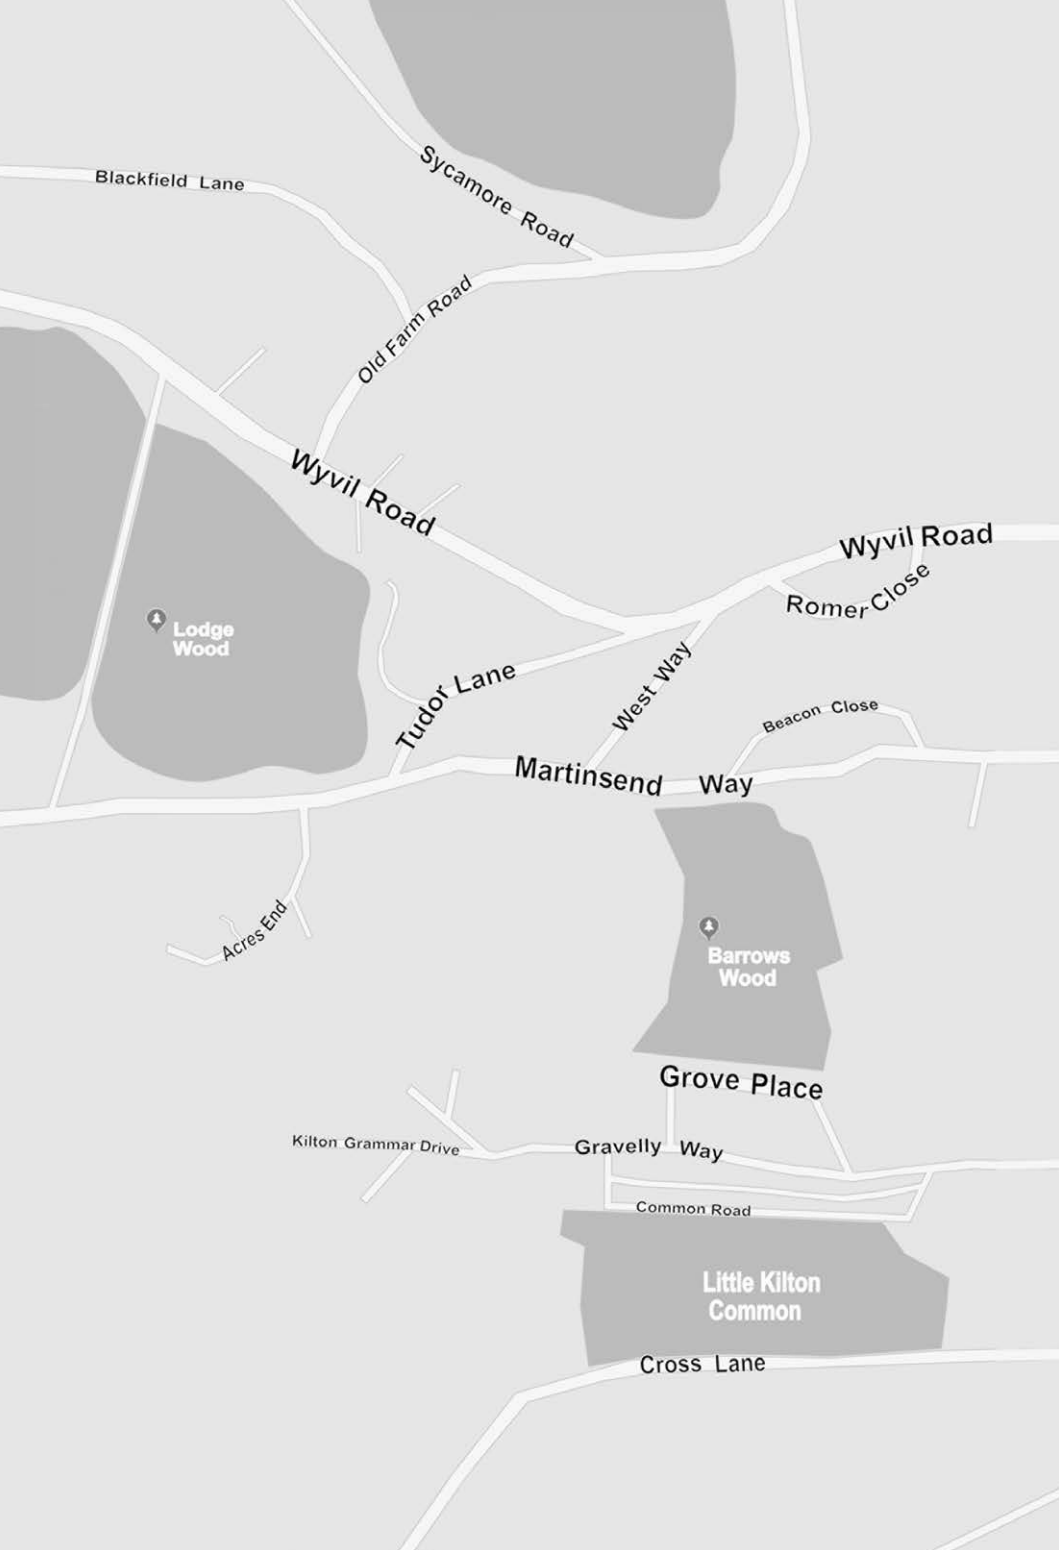 Sycamore Road
Blackfield Lane
Old Farm Road
Wyvil Road
Wyvil Road
Romer Close
Lodge
Wood
Tudor Lane
West Way
Beacon Close
Martinsend Way
Acres End
Barrows
Wood
Grove Place
Kilton Grammar Drive
Gravelly Way
Common Road
Little Kilton
Common
Cross Lane